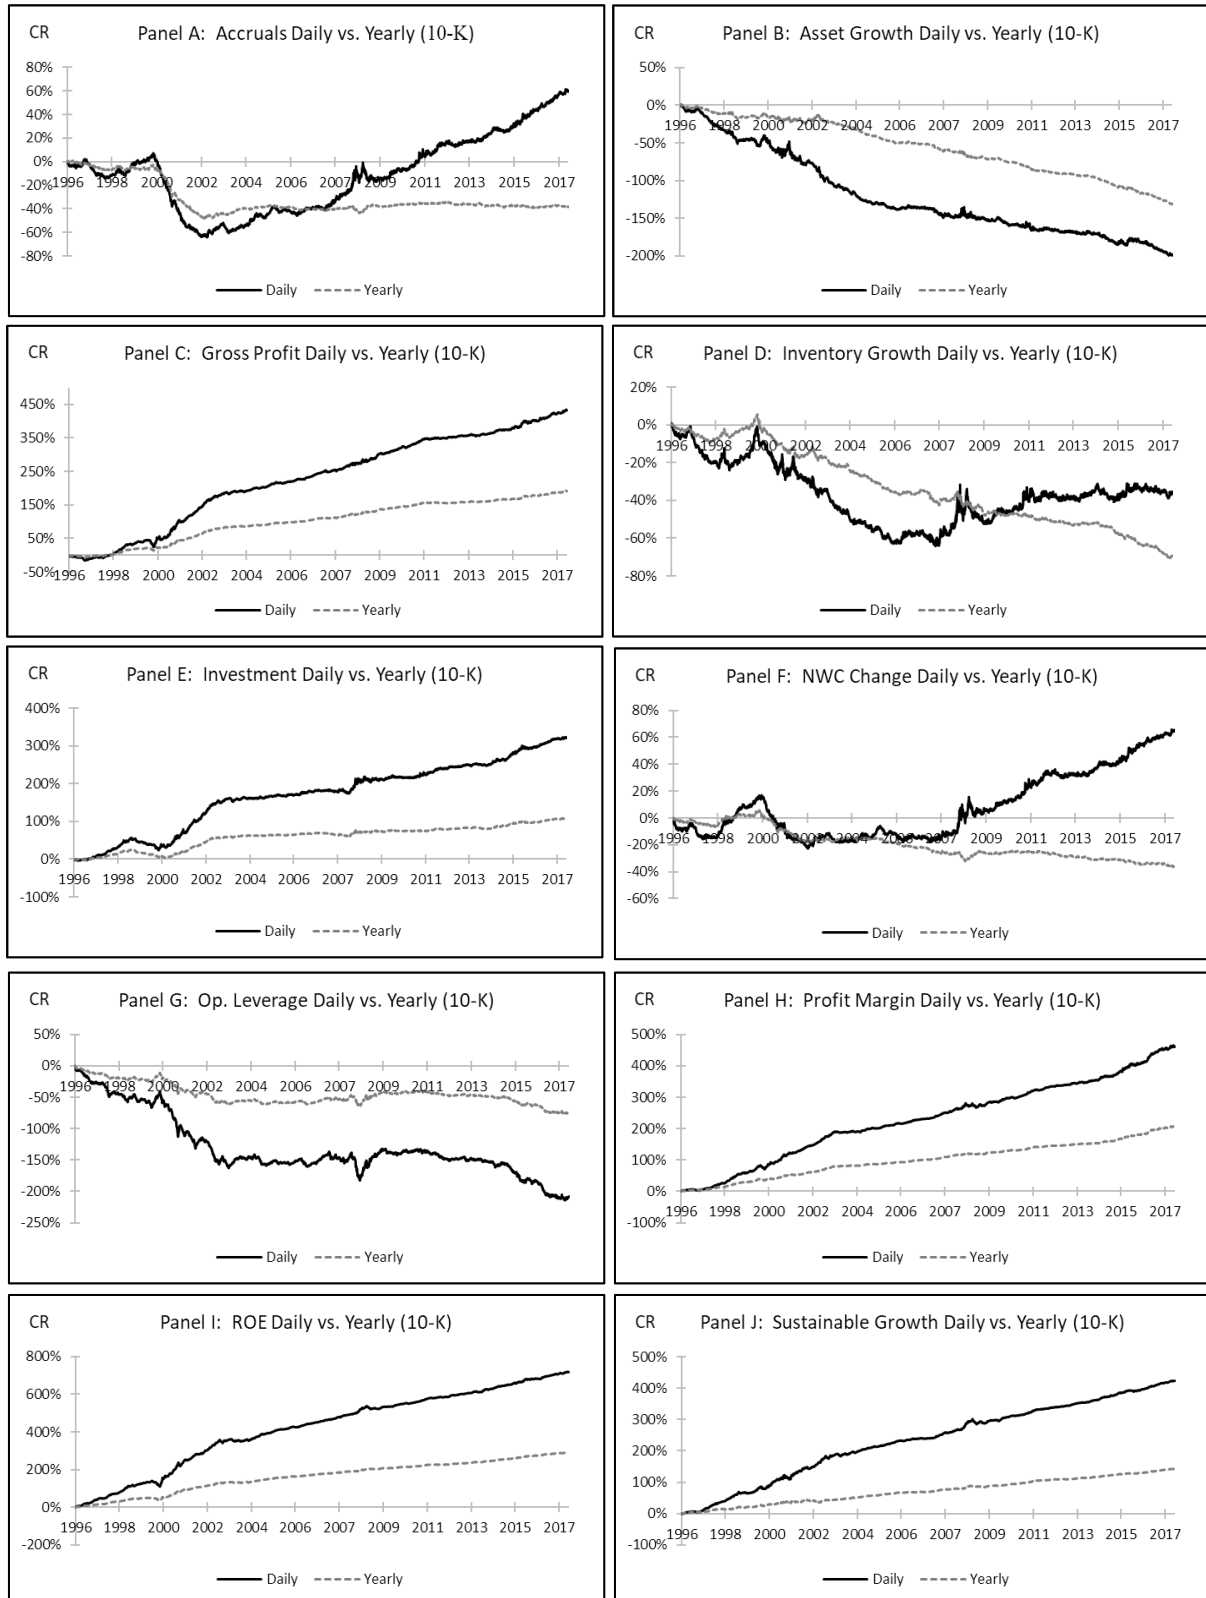 CR
Panel A:  Accruals Daily vs. Yearly (10-K)
80%
60%
40%
20%
0%
-20%
-40%
-60%
-80%
1996 1998 2000 2002 2004 2006 2007 2009 2011 2013 2015 2017
Daily Yearly
CR
Panel B:  Asset Growth Daily vs. Yearly (10-K)
50%
0%
-50%
-100%
-150%
-200%
1996 1998 2000 2002 2004 2006 2007 2009 2011 2013 2015 2017
Daily Yearly
CR
Panel C:  Gross Profit Daily vs. Yearly (10-K)
450%
350%
250%
150%
50%
-50%
1996 1998 2000 2002 2004 2006 2007 2009 2011 2013 2015 2017
Daily Yearly
CR
Panel D:  Inventory Growth Daily vs. Yearly (10-K)
20%
0%
-20%
-40%
-60%
-80%
1996 1998 2000 2002 2004 2006 2007 2009 2011 2013 2015 2017
Daily Yearly
CR
Panel E:  Investment Daily vs. Yearly (10-K)
400%
300%
200%
100%
0%
-100%
1996 1998 2000 2002 2004 2006 2007 2009 2011 2013 2015 2017
Daily Yearly
CR
Panel F:  NWC Change Daily vs. Yearly (10-K)
80%
60%
40%
20%
0%
-20%
-40%
-60%
1996 1998 2000 2002 2004 2006 2007 2009 2011 2013 2015 2017
Daily Yearly
CR
Panel G:  Op. Leverage Daily vs. Yearly (10-K)
50%
0%
-50%
-100%
-150%
-200%
-250%
1996 1998 2000 2002 2004 2006 2007 2009 2011 2013 2015 2017
Daily Yearly
CR
Panel H:  Profit Margin Daily vs. Yearly (10-K)
500%
400%
300%
200%
100%
0%
-100%
1996 1998 2000 2002 2004 2006 2007 2009 2011 2013 2015 2017
Daily Yearly
CR
Panel I:  ROE Daily vs. Yearly (10-K)
800%
600%
400%
200%
0%
-200%
1996 1998 2000 2002 2004 2006 2007 2009 2011 2013 2015 2017
Daily Yearly
CR
Panel J:  Sustainable Growth Daily vs. Yearly (10-K)
500%
400%
300%
200%
100%
0%
-100%
1996 1998 2000 2002 2004 2006 2007 2009 2011 2013 2015 2017
Daily Yearly